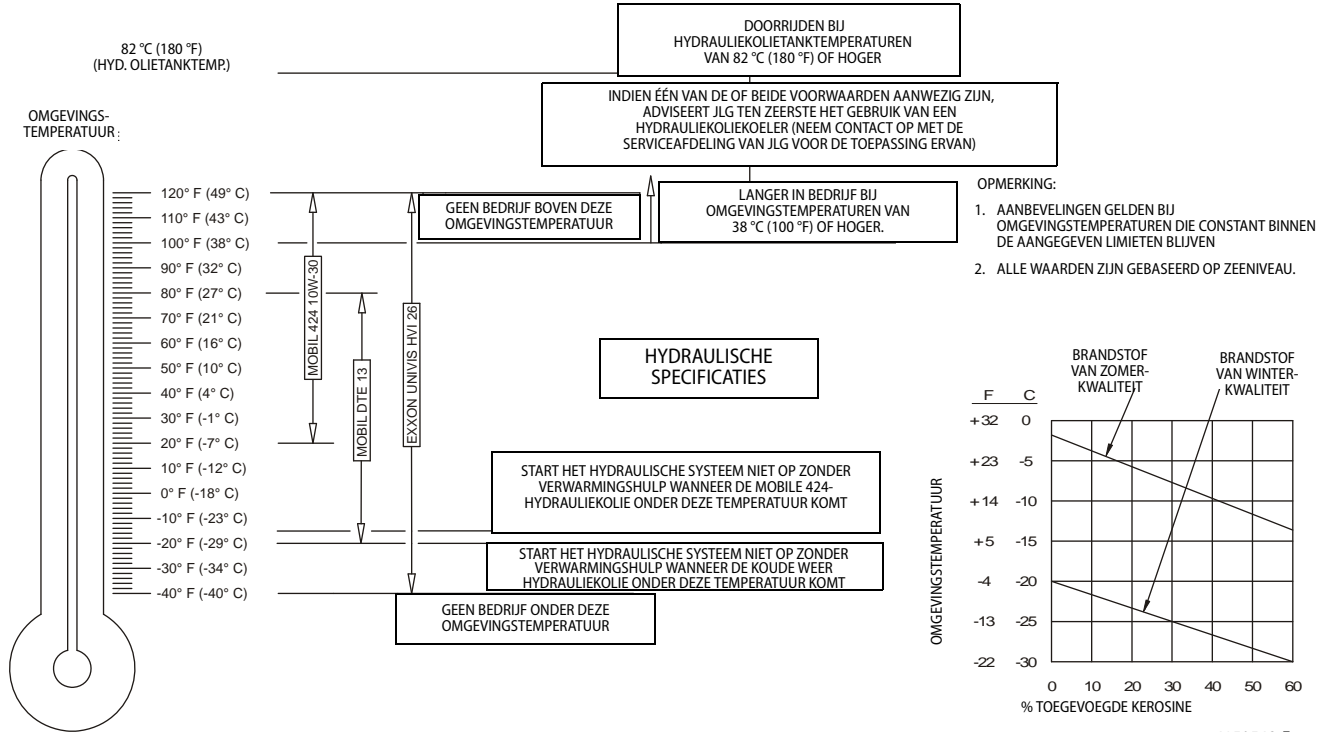 82 °C (180 °F)
(HYD. OLIETANKTEMP.)
DOORRIJDEN BIJ
HYDRAULIEKOLIETANKTEMPERATUREN
VAN 82 °C (180 °F) OF HOGER
INDIEN ÉÉN VAN DE OF BEIDE VOORWAARDEN AANWEZIG ZIJN,
ADVISEERT JLG TEN ZEERSTE HET GEBRUIK VAN EEN
HYDRAULIEKOLIEKOELER (NEEM CONTACT OP MET DE
SERVICEAFDELING VAN JLG VOOR DE TOEPASSING ERVAN)
OMGEVINGS-
TEMPERATUUR :
120° F (49° C)
110° F (43° C)
100° F (38° C)
90° F (32° C)
80° F (27° C)
70° F (21° C)
60° F (16° C)
50° F (10° C)
40° F (4° C)
30° F (-1° C)
20° F (-7° C)
10° F (-12° C)
0° F (-18° C)
-10° F (-23° C)
-20° F (-29° C)
-30° F (-34° C)
-40° F (-40° C)
MOBIL 424 10W-30
MOBIL DTE 13
EXXON UNIVIS HVI 26
GEEN BEDRIJF BOVEN DEZE
OMGEVINGSTEMPERATUUR
LANGER IN BEDRIJF BIJ
OMGEVINGSTEMPERATUREN VAN
38 °C (100 °F) OF HOGER.
HYDRAULISCHE
SPECIFICATIES
START HET HYDRAULISCHE SYSTEEM NIET OP ZONDER
VERWARMINGSHULP WANNEER DE MOBILE 424-
HYDRAULIEKOLIE ONDER DEZE TEMPERATUUR KOMT
START HET HYDRAULISCHE SYSTEEM NIET OP ZONDER
VERWARMINGSHULP WANNEER DE KOUDE WEER
HYDRAULIEKOLIE ONDER DEZE TEMPERATUUR KOMT
GEEN BEDRIJF ONDER DEZE
OMGEVINGSTEMPERATUUR
OPMERKING:
1. AANBEVELINGEN GELDEN BIJ
OMGEVINGSTEMPERATUREN DIE CONSTANT BINNEN
DE AANGEGEVEN LIMIETEN BLIJVEN
2. ALLE WAARDEN ZIJN GEBASEERD OP ZEENIVEAU.
BRANDSTOF
VAN ZOMER-
KWALITEIT
BRANDSTOF
VAN WINTER-
KWALITEIT
F C
+32 0
+23 -5
+14 -10
+5 -15
-4 -20
-13 -25
-22 -30
OMGEVINGSTEMPERATUUR
0 10 20 30 40 50 60
% TOEGEVOEGDE KEROSINE